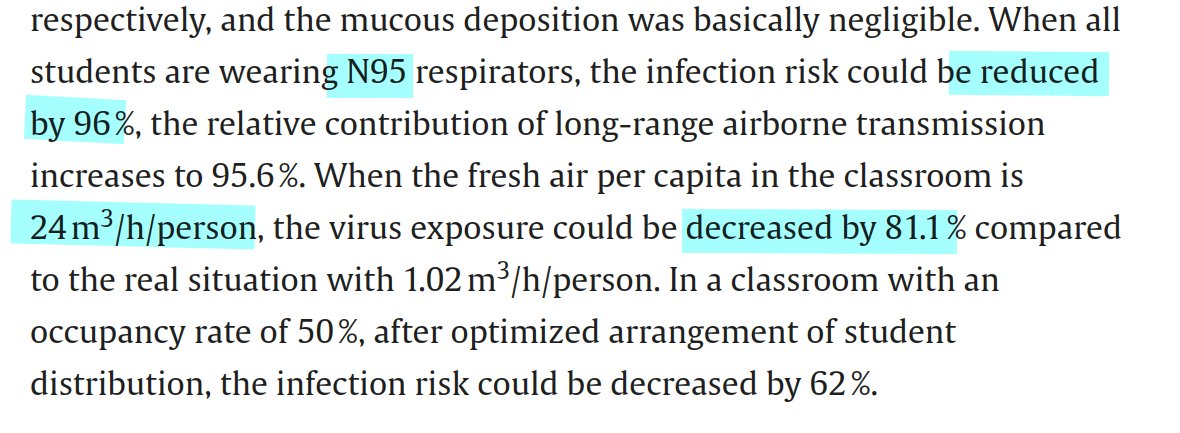 respectively, and the mucous deposition was basically negligible. When all
students are wearing N95 respirators, the infection risk could be reduced
by 96%, the relative contribution of long-range airborne transmission
increases to 95.6%. When the fresh air per capita in the classroom is
24 m³/h/person, the virus exposure could be decreased by 81.1% compared
to the real situation with 1.02 m³/h/person. In a classroom with an
occupancy rate of 50%, after optimized arrangement of student
distribution, the infection risk could be decreased by 62%.